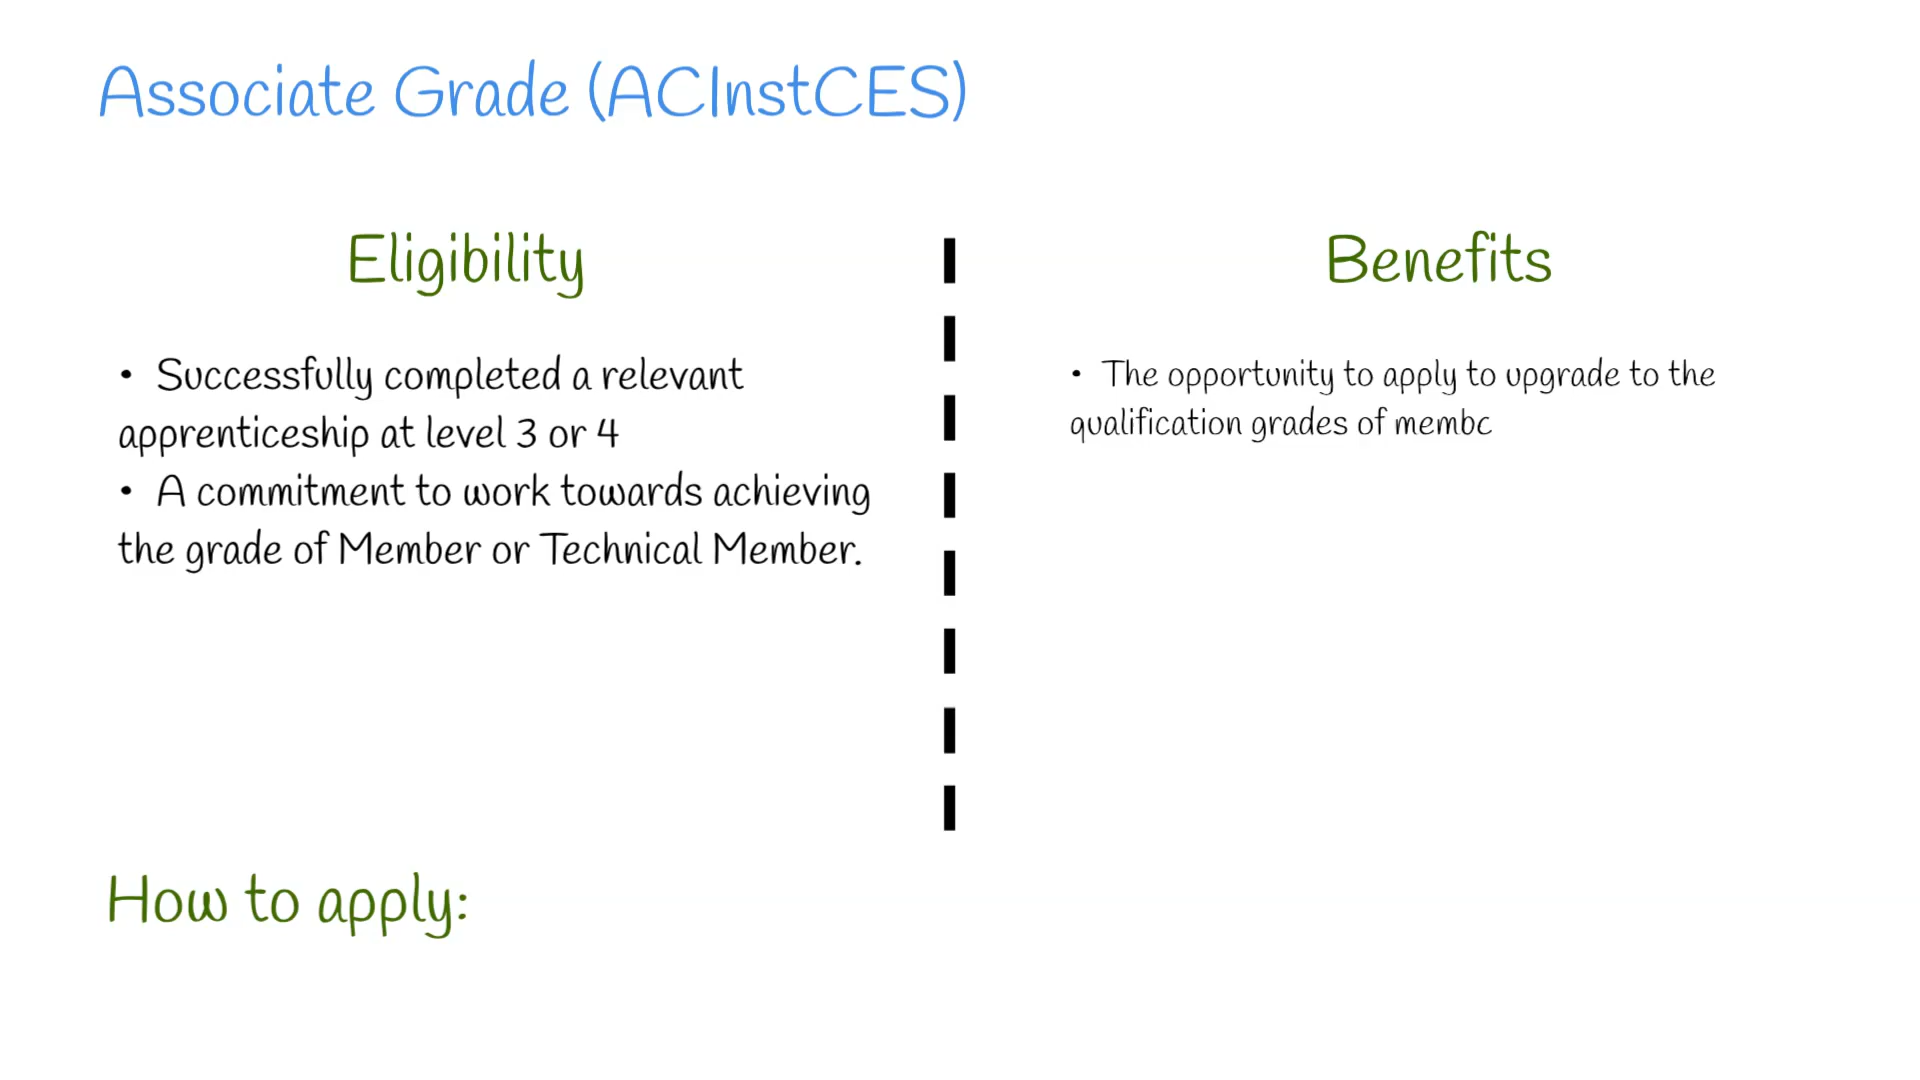 Associate Grade (ACInstCES)
Eligibility
• Successfully completed a relevant
apprenticeship at level 3 or 4
• A commitment to work towards achieving
the grade of Member or Technical Member.
Benefits
• The opportunity to apply to upgrade to the
qualification grades of membc
How to apply: